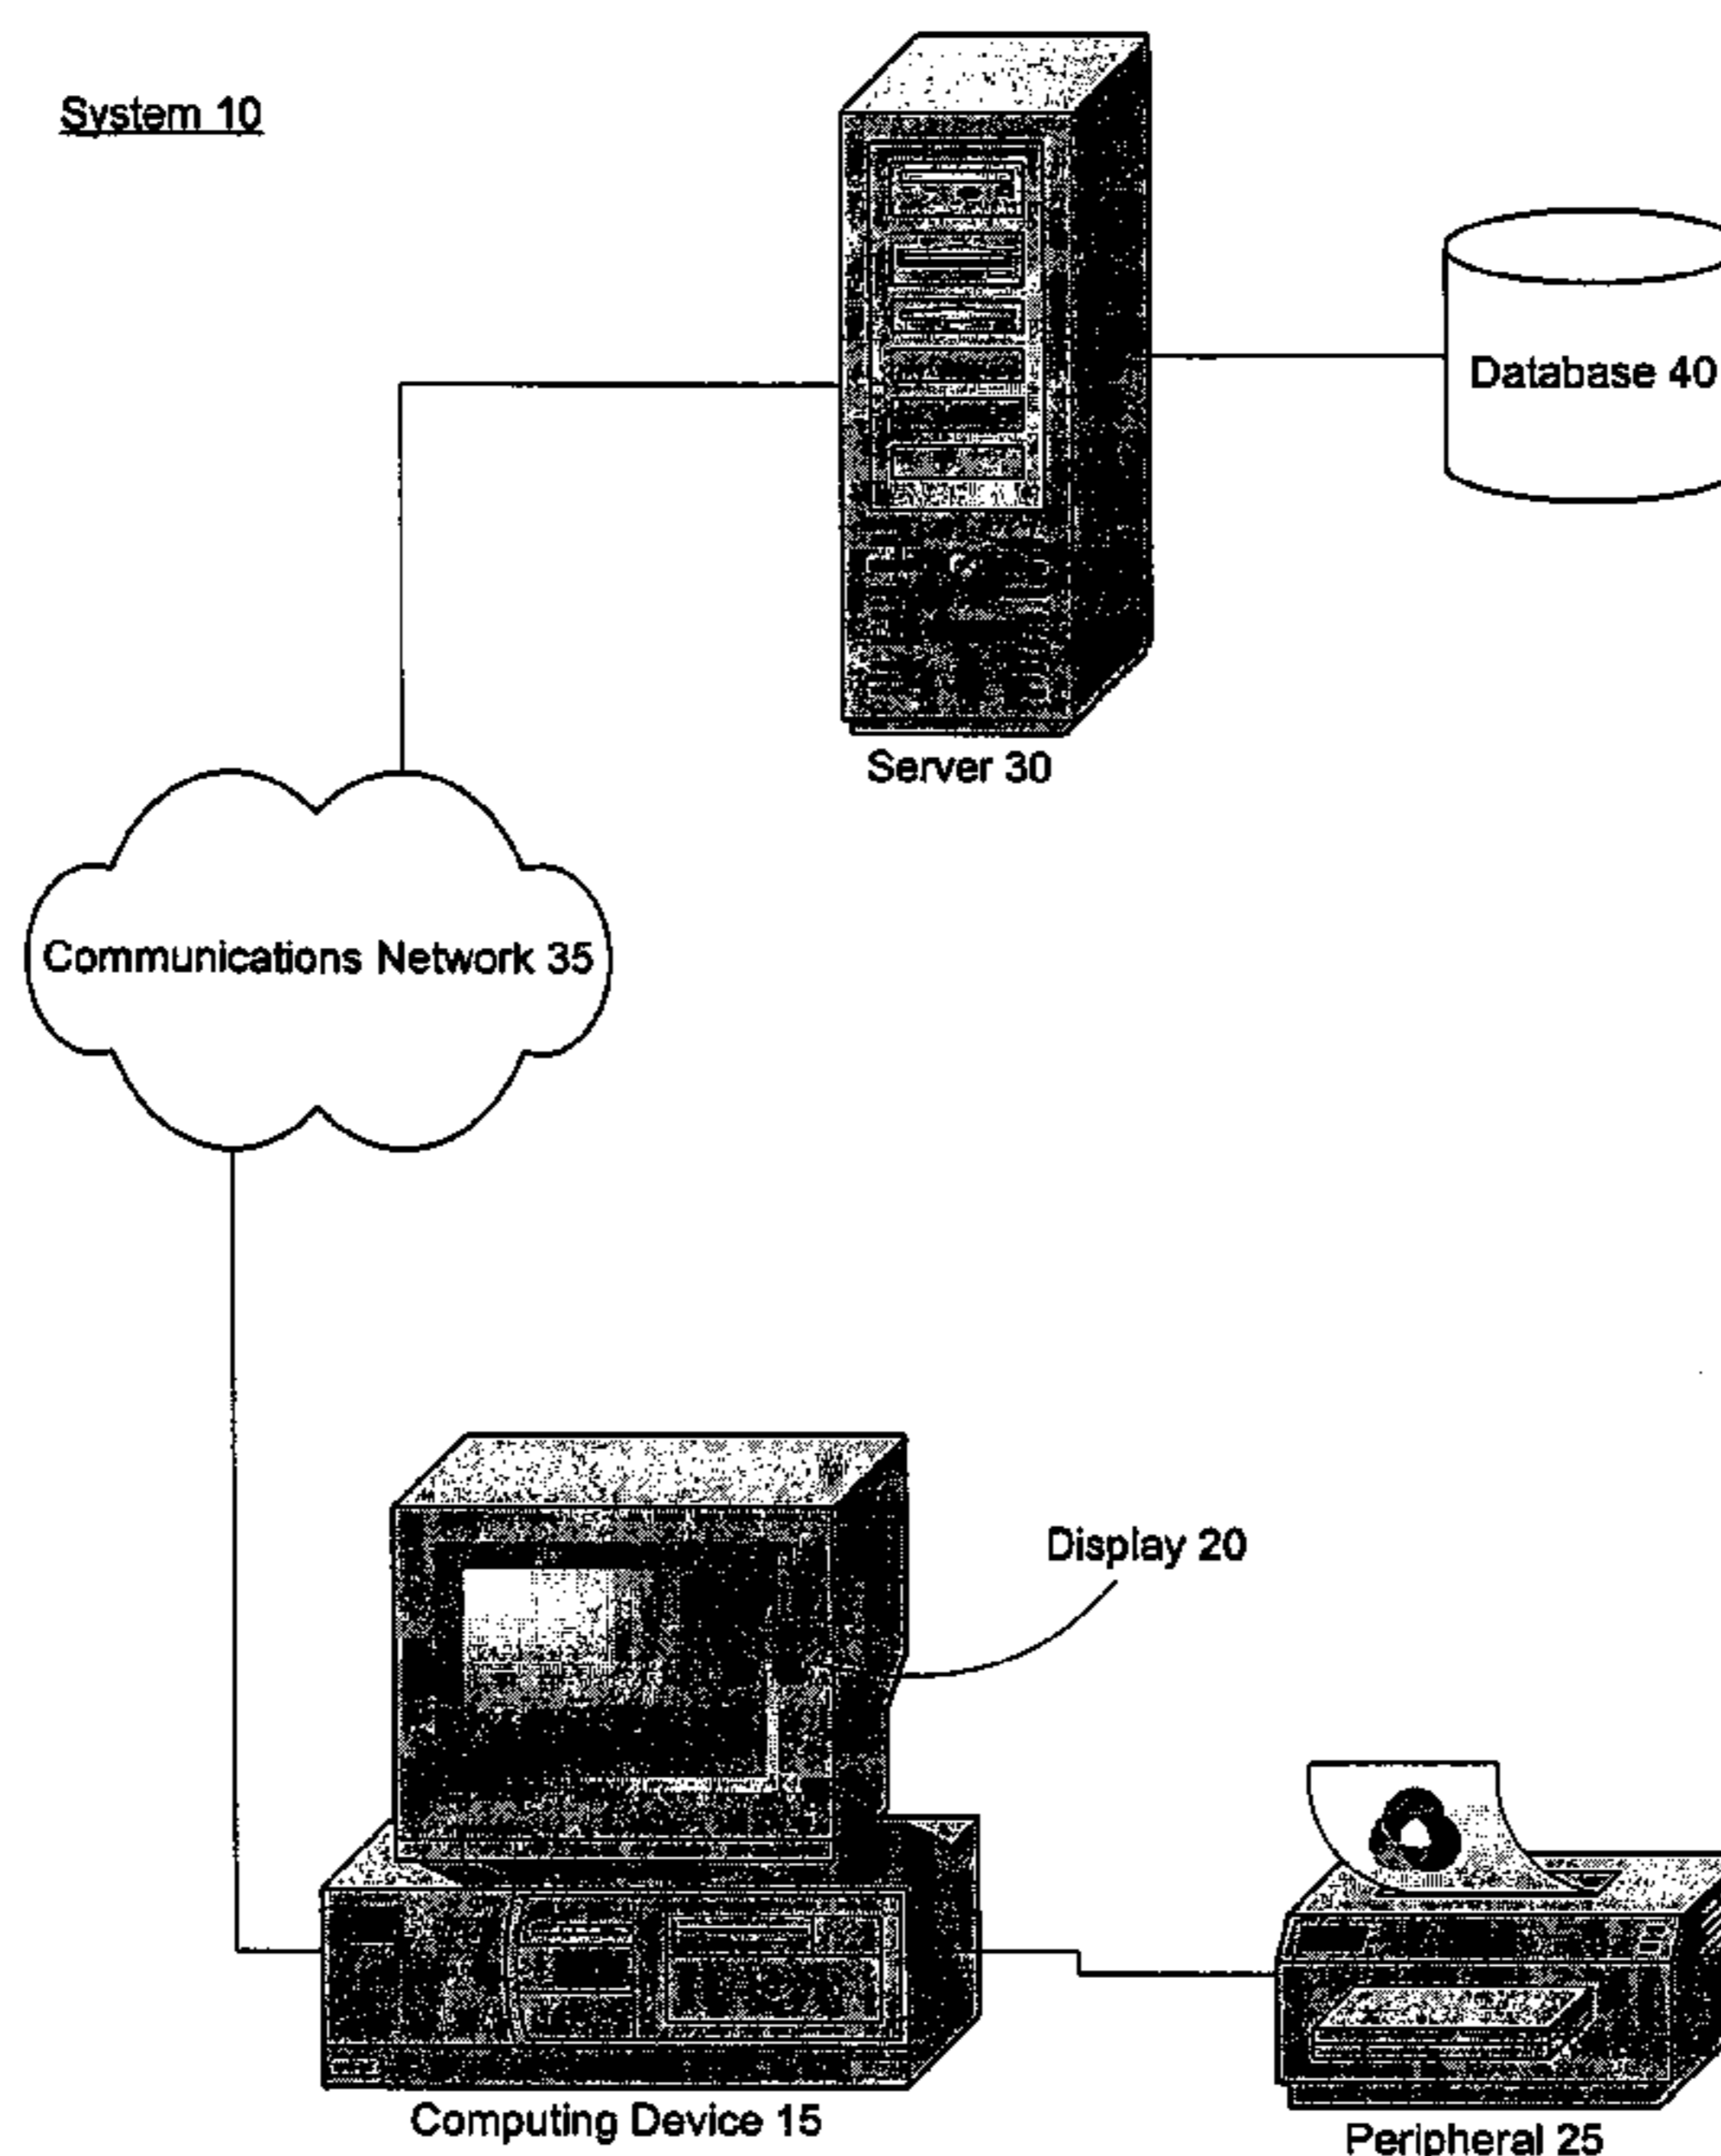 System 10
Database 40
Server 30
Communications Network 35
Display 20
Computing Device 15
Peripheral 25